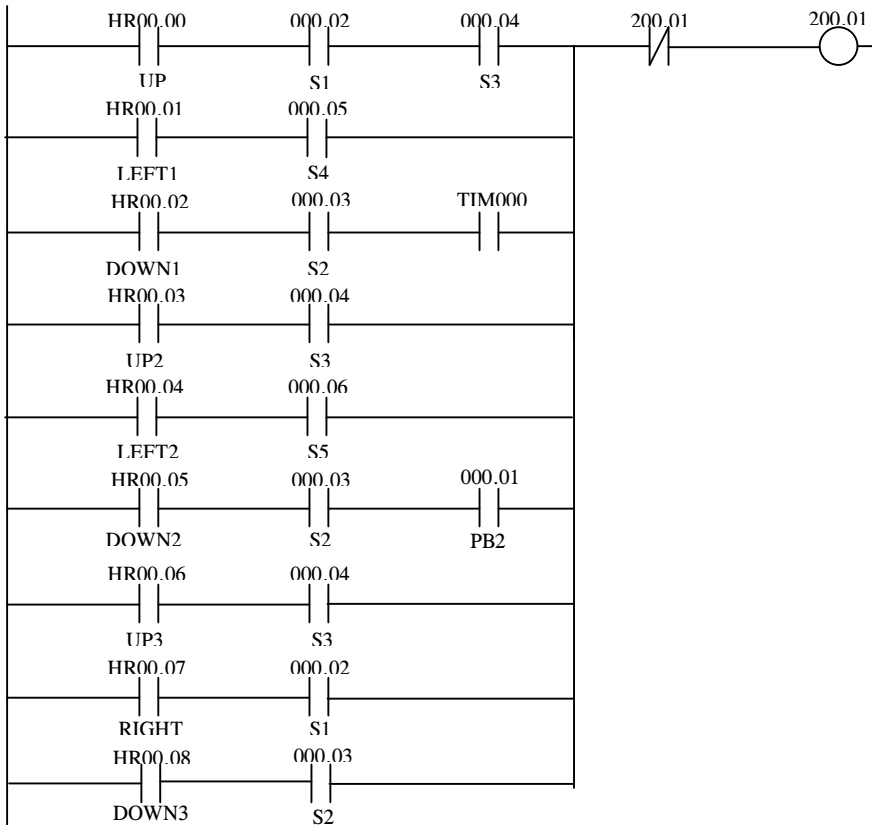 HR00.00 000.02 000.04 200.01 200.01
UP S1 S3
HR00.01 000.05
LEFT1 S4
HR00.02 000.03 TIM000
DOWN1 S2
HR00.03 000.04
UP2 S3
HR00.04 000.06
LEFT2 S5
HR00.05 000.03 000.01
DOWN2 S2 PB2
HR00.06 000.04
UP3 S3
HR00.07 000.02
RIGHT S1
HR00.08 000.03
DOWN3 S2